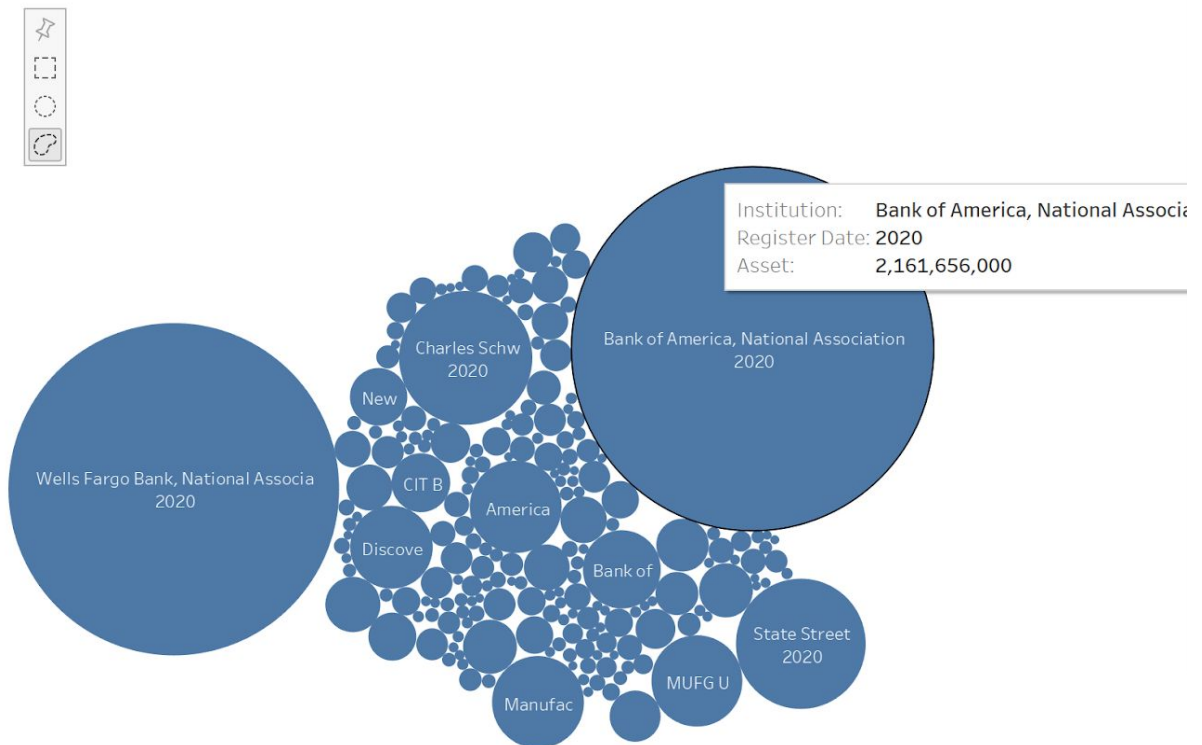 Institution: Bank of America, National Associa
Register Date: 2020
Asset: 2,161,656,000
Bank of America, National Association
2020
Charles Schw
2020
New
Wells Fargo Bank, National Associa
2020
CIT B
America
Discove
Bank of
State Street
2020
MUFG U
Manufac